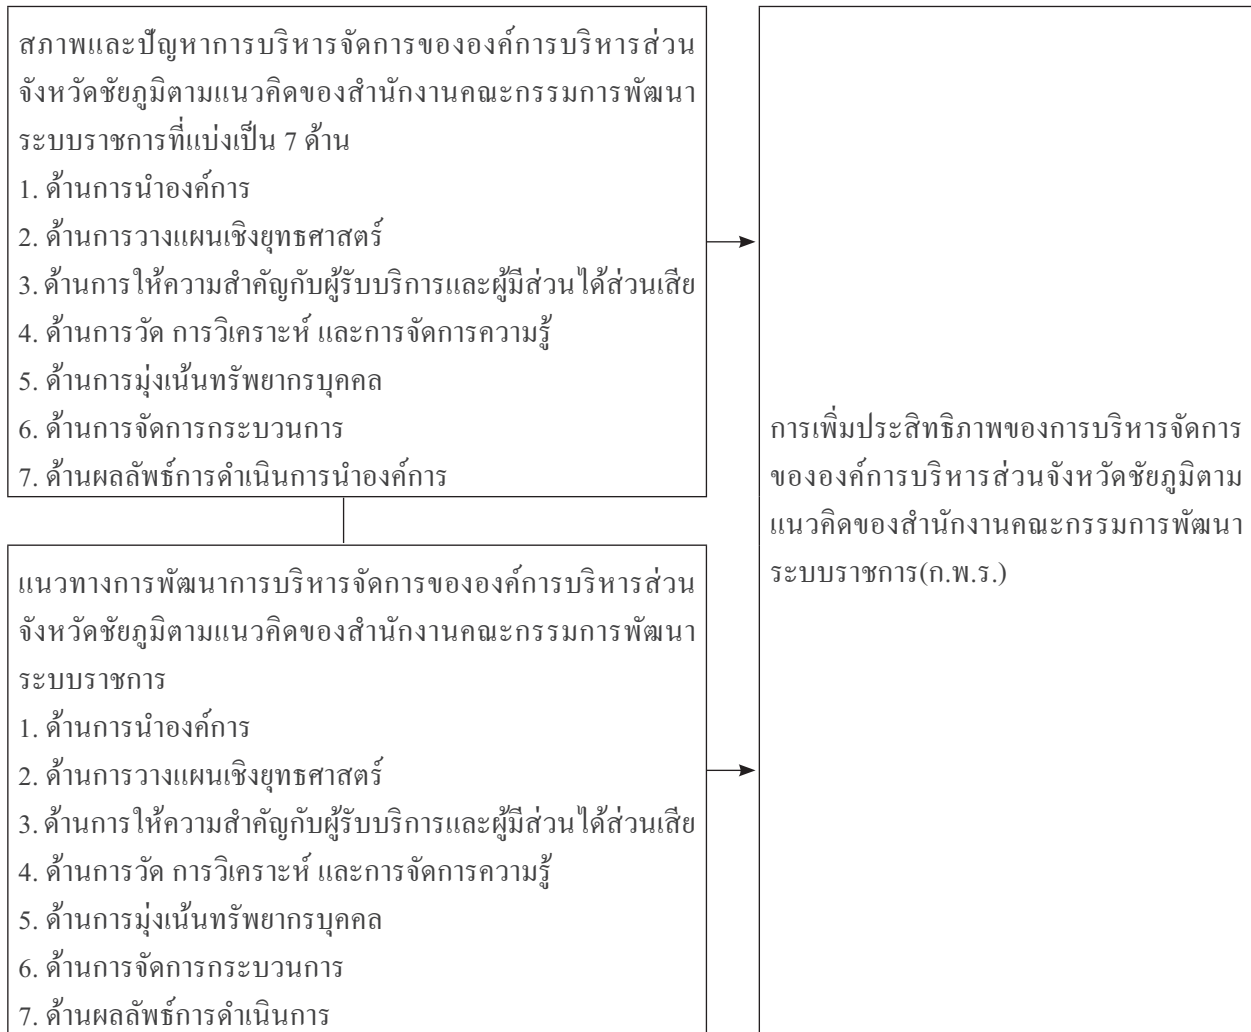 สภาพและปัญหาการบริหารจัดการขององค์การบริหารส่วน
จังหวัดชัยภูมิตามแนวคิดของสำนักงานคณะกรรมการพัฒนา
ระบบราชการที่แบ่งเป็น 7 ด้าน
1. ด้านการนำองค์การ
2. ด้านการวางแผนเชิงยุทธศาสตร์
3. ด้านการให้ความสำคัญกับผู้รับบริการและผู้มีส่วนได้ส่วนเสีย
4. ด้านการวัด การวิเคราะห์ และการจัดการความรู้
5. ด้านการมุ่งเน้นทรัพยากรบุคคล
6. ด้านการจัดการกระบวนการ
7. ด้านผลลัพธ์การดำเนินการนำองค์การ
แนวทางการพัฒนาการบริหารจัดการขององค์การบริหารส่วน
จังหวัดชัยภูมิตามแนวคิดของสำนักงานคณะกรรมการพัฒนา
ระบบราชการ
1. ด้านการนำองค์การ
2. ด้านการวางแผนเชิงยุทธศาสตร์
3. ด้านการให้ความสำคัญกับผู้รับบริการและผู้มีส่วนได้ส่วนเสีย
4. ด้านการวัด การวิเคราะห์ และการจัดการความรู้
5. ด้านการมุ่งเน้นทรัพยากรบุคคล
6. ด้านการจัดการกระบวนการ
7. ด้านผลลัพธ์การดำเนินการ
การเพิ่มประสิทธิภาพของการบริหารจัดการ
ขององค์การบริหารส่วนจังหวัดชัยภูมิตาม
แนวคิดของสำนักงานคณะกรรมการพัฒนา
ระบบราชการ(ก.พ.ร.)